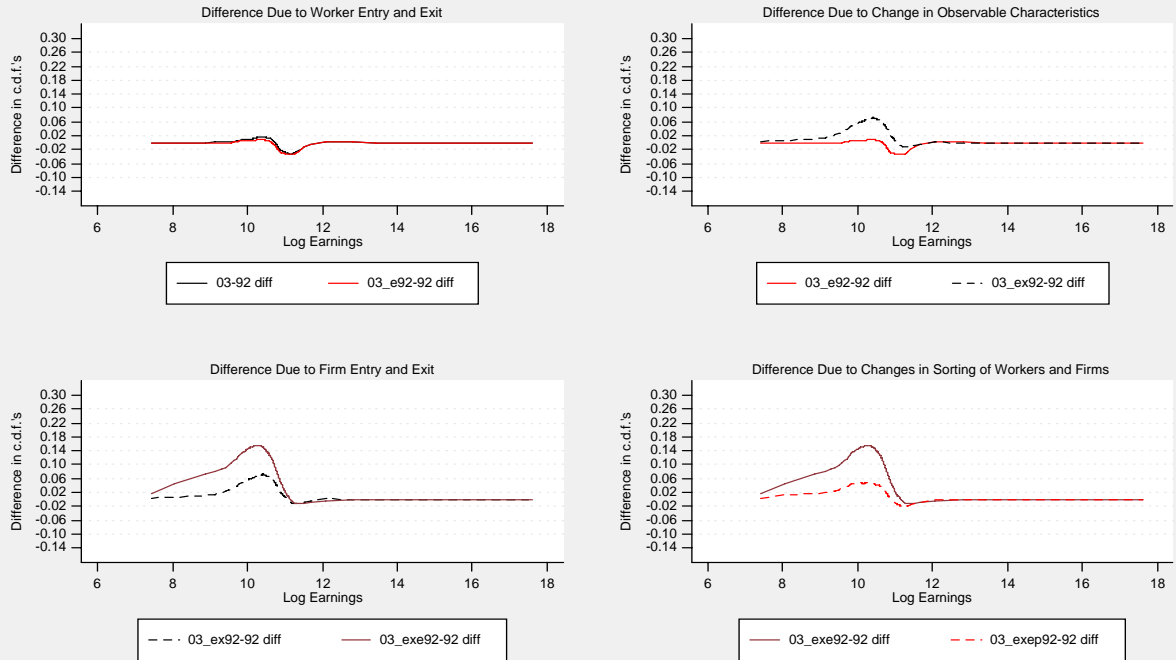 Difference Due to Worker Entry and Exit
Difference in c.d.f.'s
0.30
0.26
0.22
0.18
0.14
0.10
0.06
0.02
-0.02
-0.06
-0.10
-0.14
6 8 10 12 14 16 18
Log Earnings
03-92 diff 03_e92-92 diff
Difference Due to Change in Observable Characteristics
Difference in c.d.f.'s
0.30
0.26
0.22
0.18
0.14
0.10
0.06
0.02
-0.02
-0.06
-0.10
-0.14
6 8 10 12 14 16 18
Log Earnings
03_e92-92 diff 03_ex92-92 diff
Difference Due to Firm Entry and Exit
Difference in c.d.f.'s
0.30
0.26
0.22
0.18
0.14
0.10
0.06
0.02
-0.02
-0.06
-0.10
-0.14
6 8 10 12 14 16 18
Log Earnings
03_ex92-92 diff 03_exe92-92 diff
Difference Due to Changes in Sorting of Workers and Firms
Difference in c.d.f.'s
0.30
0.26
0.22
0.18
0.14
0.10
0.06
0.02
-0.02
-0.06
-0.10
-0.14
6 8 10 12 14 16 18
Log Earnings
03_exe92-92 diff 03_exep92-92 diff